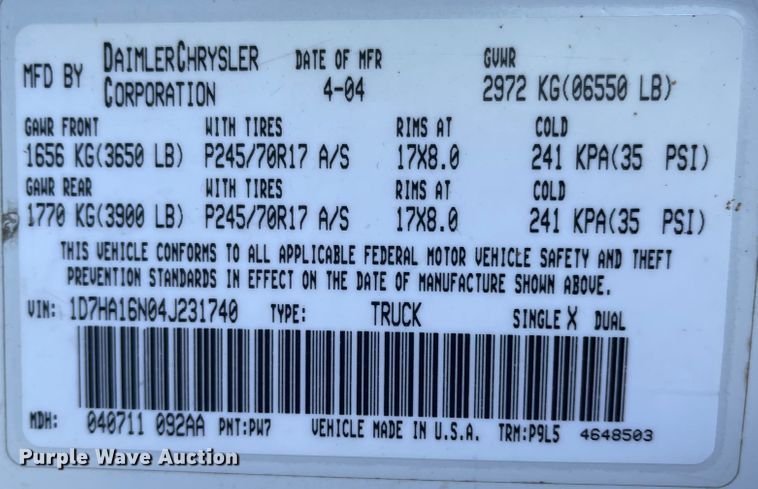 MFD BY DAIMLERCHRYSLER CORPORATION DATE OF MFR 4-04 GVWR 2972 KG(06550 LB)
GAWR FRONT WITH TIRES RIMS AT COLD
1656 KG(3650 LB) P245/70R17 A/S 17X8.0 241 KPA(35 PSI)
GAWR REAR WITH TIRES RIMS AT COLD
1770 KG(3900 LB) P245/70R17 A/S 17X8.0 241 KPA(35 PSI)
THIS VEHICLE CONFORMS TO ALL APPLICABLE FEDERAL MOTOR VEHICLE SAFETY AND THEFT
PREVENTION STANDARDS IN EFFECT ON THE DATE OF MANUFACTURE SHOWN ABOVE.
VIN: 1D7HA16N04J231740 TYPE: TRUCK SINGLE X DUAL
MDH: 040711 092AA PNT:PW7 VEHICLE MADE IN U.S.A. TRM:P9L5 4648503
Purple Wave Auction